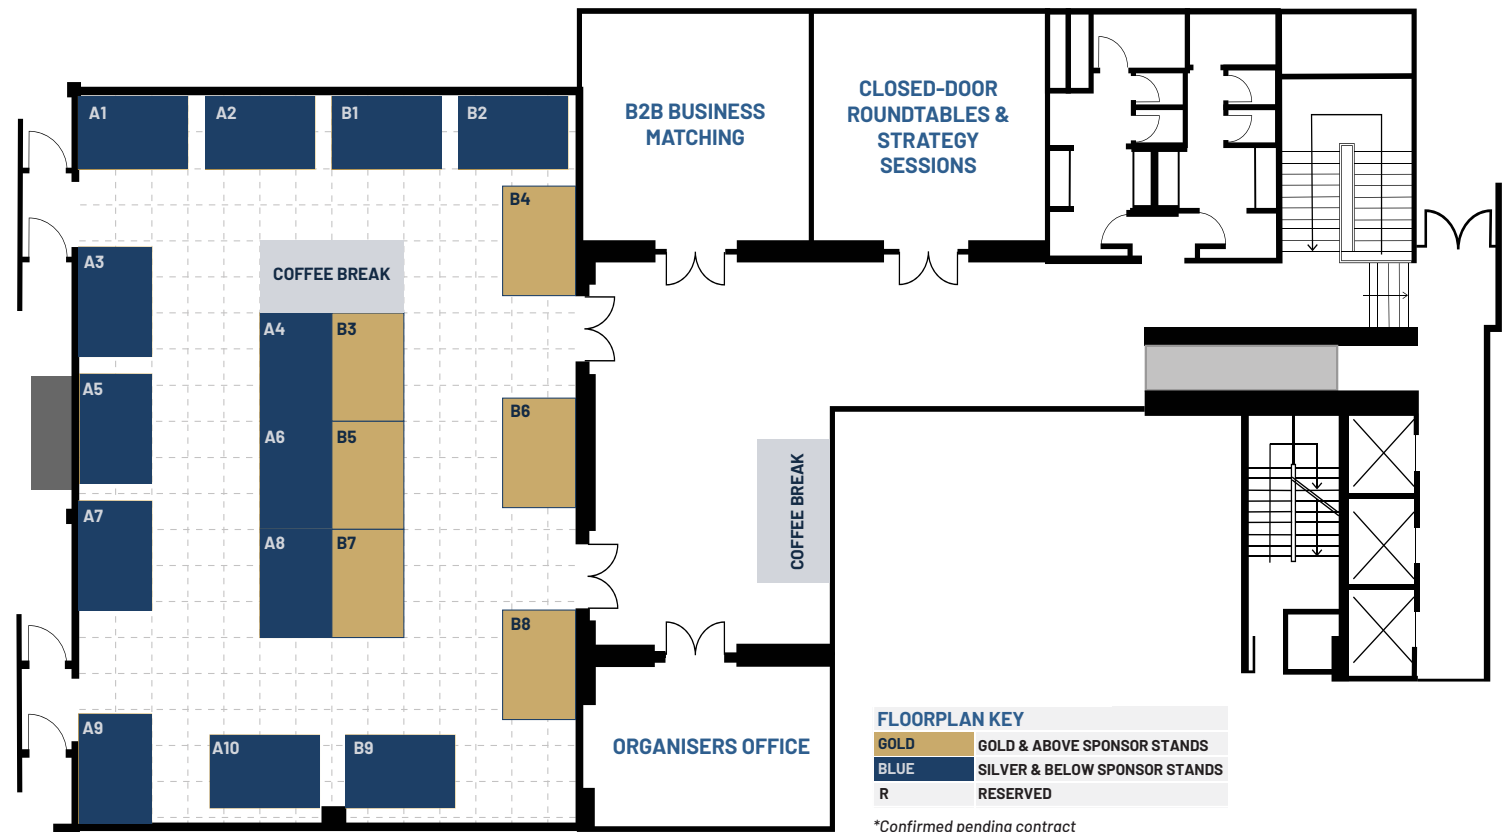 A1
A2
B1
B2
B2B BUSINESS
MATCHING
CLOSED-DOOR
ROUNDTABLES &
STRATEGY
SESSIONS
B4
A3
COFFEE BREAK
A4
B3
A5
B6
A6
B5
COFFEE BREAK
A7
A8
B7
B8
A9
A10
B9
ORGANISERS OFFICE
FLOORPLAN KEY
GOLD GOLD & ABOVE SPONSOR STANDS
BLUE SILVER & BELOW SPONSOR STANDS
R RESERVED
*Confirmed pending contract